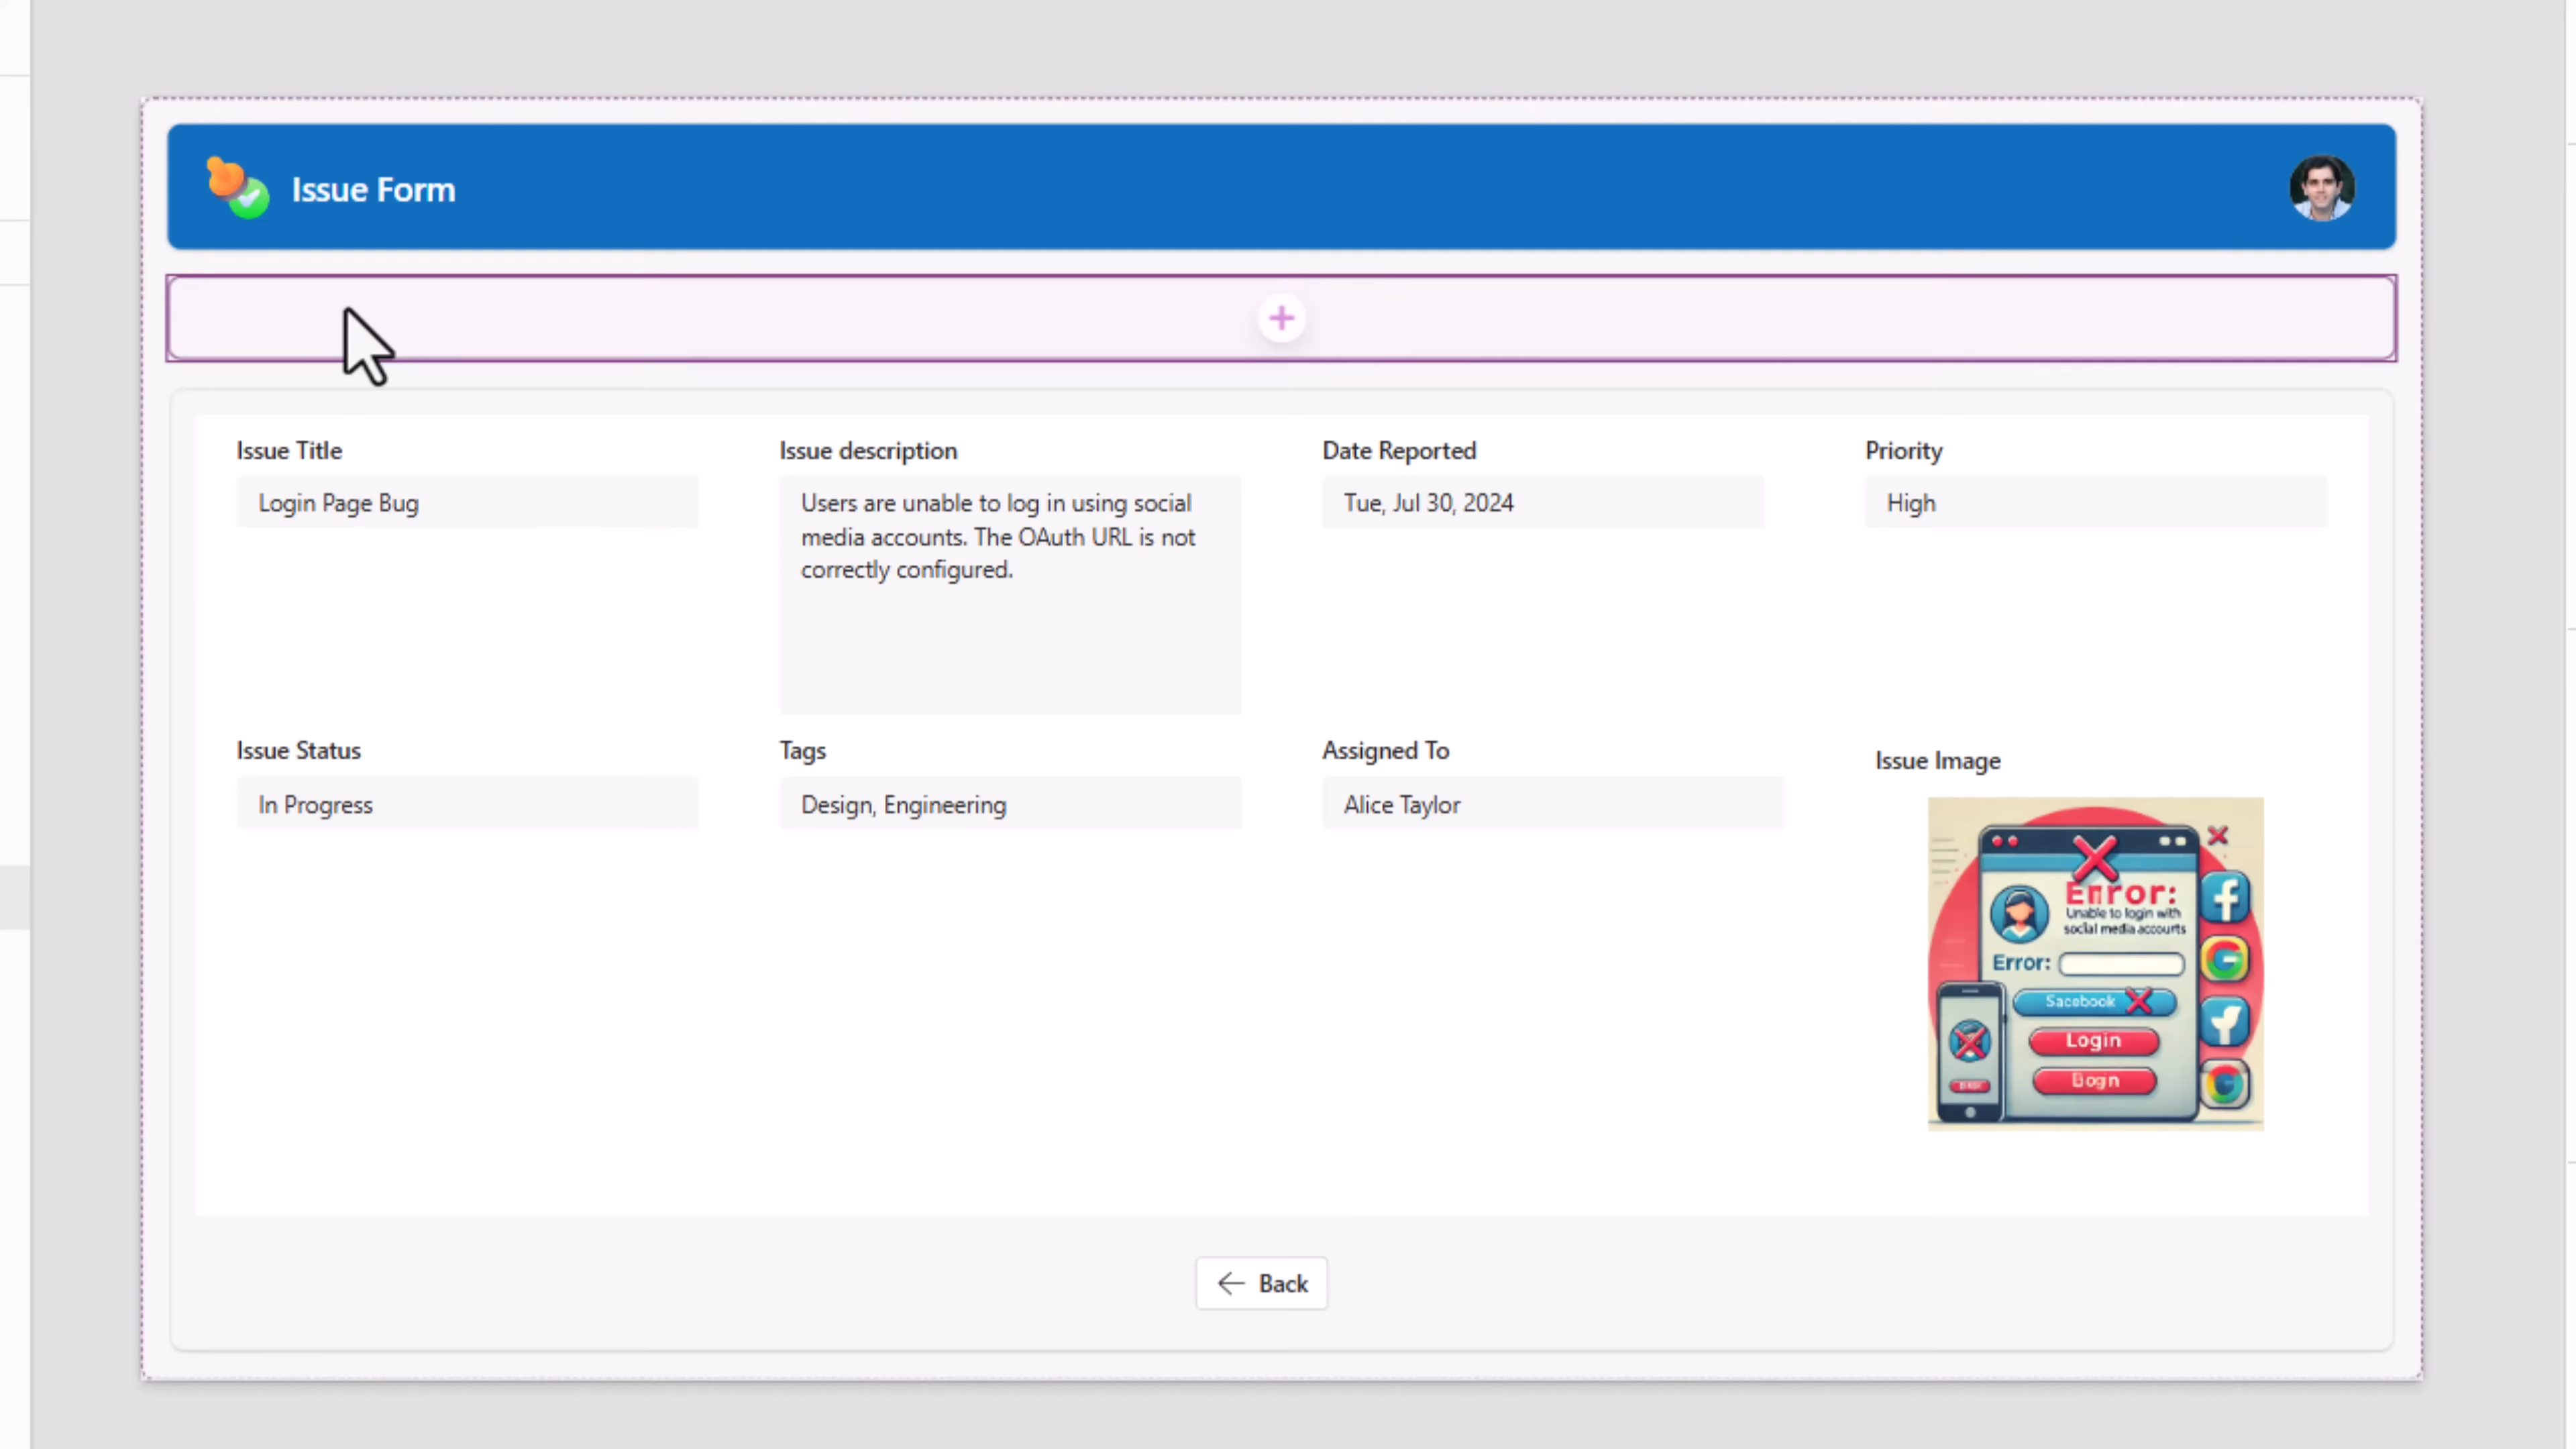 Issue Form
Issue Title
Login Page Bug
Issue description
Users are unable to log in using social
media accounts. The OAuth URL is not
correctly configured.
Date Reported
Tue, Jul 30, 2024
Priority
High
Issue Status
In Progress
Tags
Design, Engineering
Assigned To
Alice Taylor
Issue Image
Error:
Unable to login with
social media accourts
Error:
Sacebook
Login
Bogn
Back